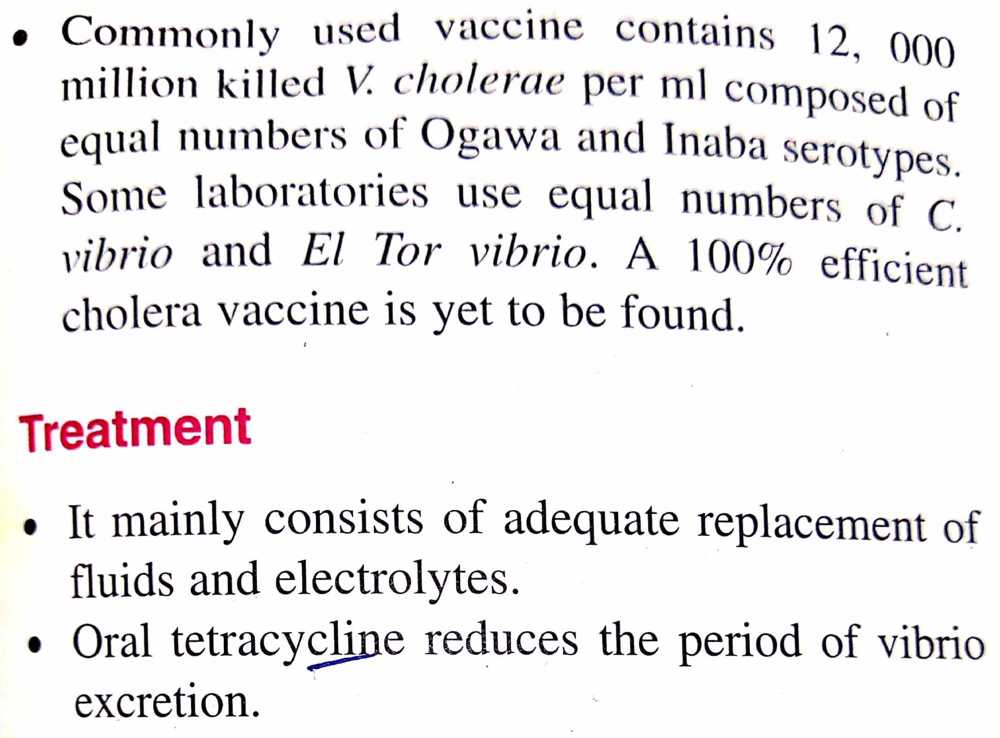 • Commonly used vaccine contains 12, 000
million killed V. cholerae per ml composed of
equal numbers of Ogawa and Inaba serotypes.
Some laboratories use equal numbers of C.
vibrio and El Tor vibrio. A 100% efficient
cholera vaccine is yet to be found.
Treatment
• It mainly consists of adequate replacement of
fluids and electrolytes.
• Oral tetracycline reduces the period of vibrio
excretion.